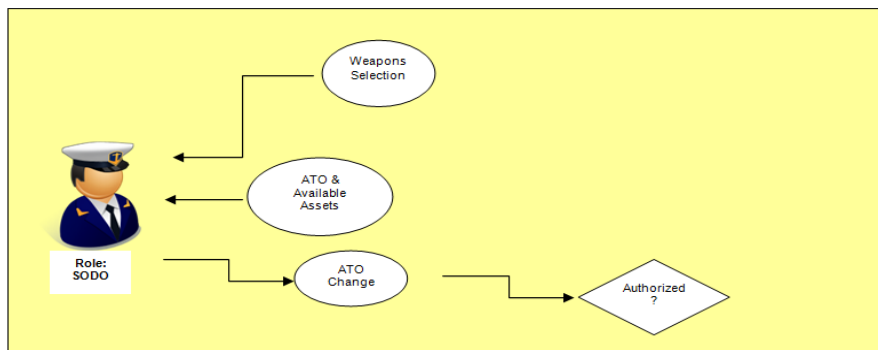 Weapons
Selection
ATO &
Available
Assets
Role:
SODO
ATO
Change
Authorized
?